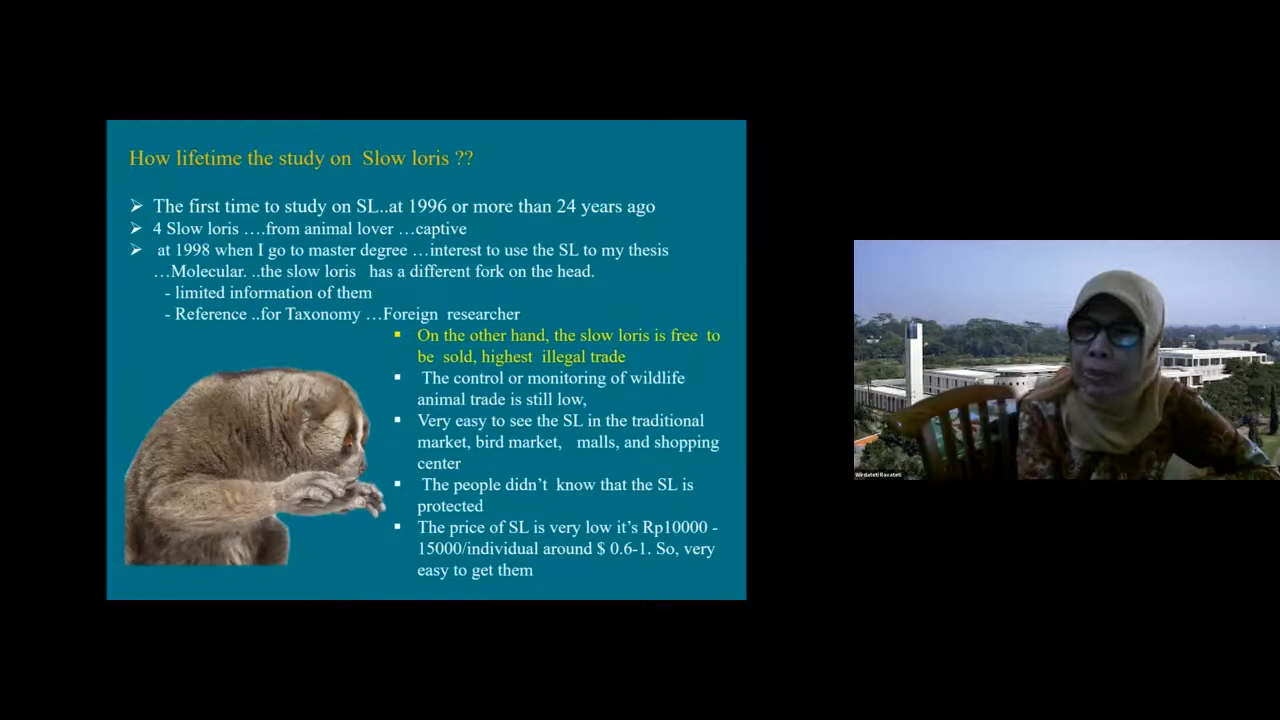 How lifetime the study on Slow loris ??
➢ The first time to study on SL..at 1996 or more than 24 years ago
➢ 4 Slow loris ….from animal lover …captive
➢ at 1998 when I go to master degree …interest to use the SL to my thesis
…Molecular. ..the slow loris has a different fork on the head.
- limited information of them
- Reference ..for Taxonomy …Foreign researcher
▪ On the other hand, the slow loris is free to
be sold, highest illegal trade
▪ The control or monitoring of wildlife
animal trade is still low,
▪ Very easy to see the SL in the traditional
market, bird market, malls, and shopping
center
▪ The people didn’t know that the SL is
protected
▪ The price of SL is very low it’s Rp10000 -
15000/individual around $ 0.6-1. So, very
easy to get them
Wirdateti Ravateti